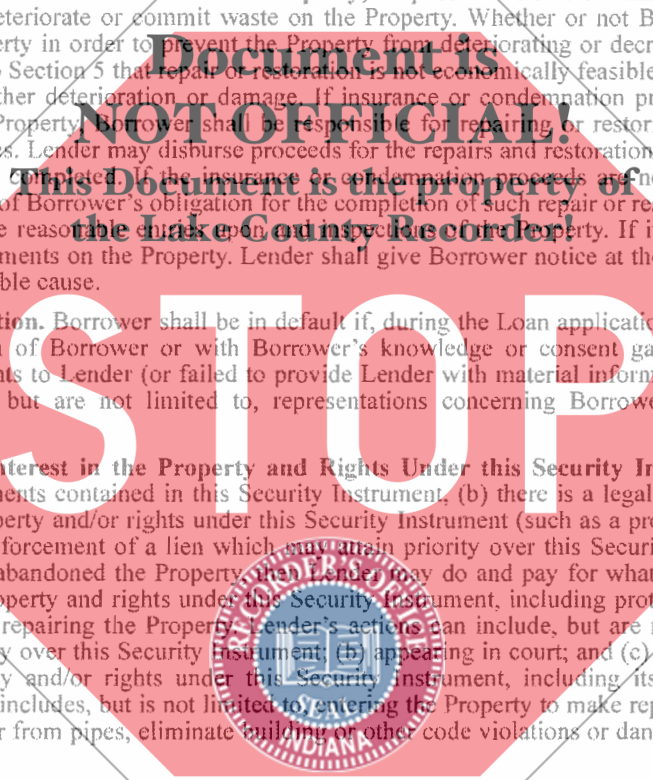 eteriorate or commit waste on the Property. Whether or not B
erty in order to prevent the Property from deteriorating or decr
Document is
Section 5 that repair or restoration is not economically feasible
ther deterioration or damage. If insurance or condemnation pr
NOT OFFICIAL!
Property, Borrower shall be responsible for repairing or restor
s. Lender may disburse proceeds for the repairs and restoration
completed. If the insurance or condemnation proceeds are
This Document is the property of
of Borrower's obligation for the completion of such repair or re
the Lake County Recorder!
e reasonable entries upon and inspections of the Property. If i
ments on the Property. Lender shall give Borrower notice at the
ble cause.
STOP
tion. Borrower shall be in default if, during the Loan applicatio
of Borrower or with Borrower's knowledge or consent ga
nts to Lender (or failed to provide Lender with material inform
but are not limited to, representations concerning Borrowe
nterest in the Property and Rights Under this Security In
ments contained in this Security Instrument, (b) there is a legal
perty and/or rights under this Security Instrument (such as a pro
forcement of a lien which may attain priority over this Securi
abandoned the Property, then Lender may do and pay for what
operty and rights under this Security Instrument, including prot
repairing the Property. Lender's actions can include, but are
y over this Security Instrument; (b) appearing in court; and (c)
y and/or rights under this Security Instrument, including its
includes, but is not limited to, entering the Property to make rep
r from pipes, eliminate building or other code violations or dan
RECORDER'S OFFICE
SEAL
INDIANA